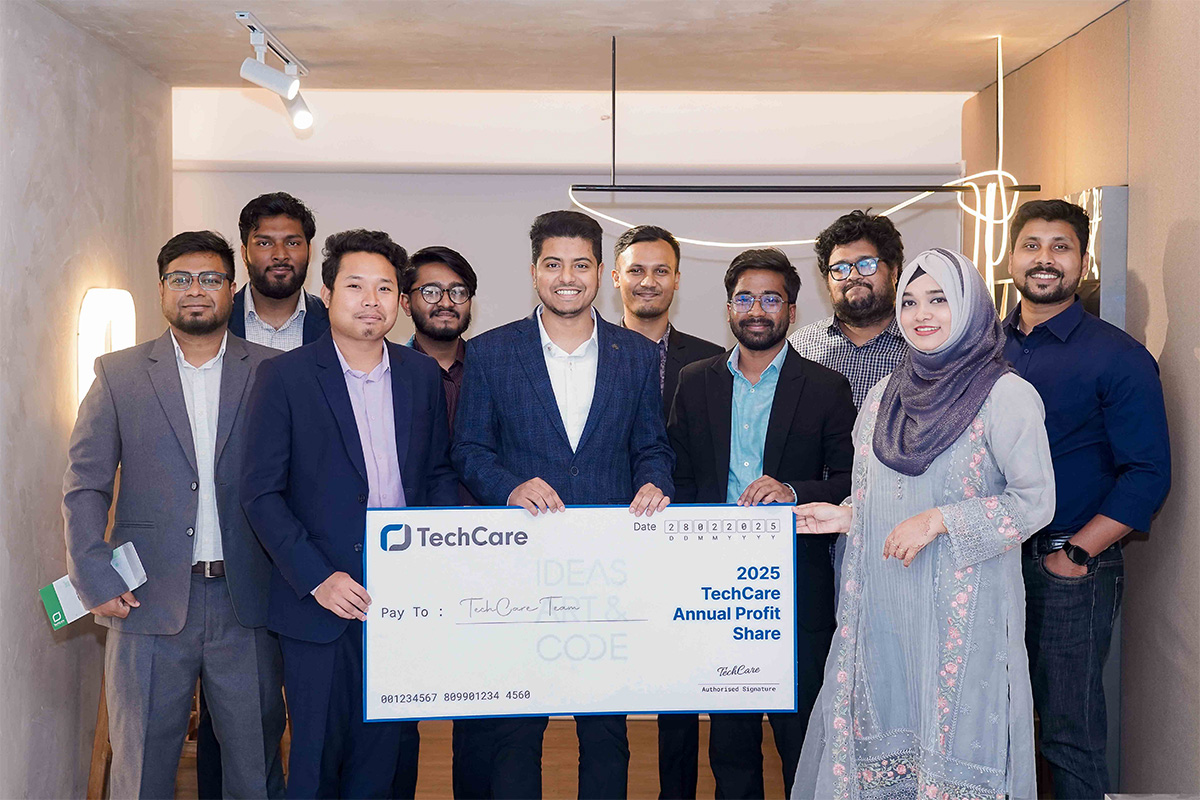 TechCare
Date 28022025
DDMMYYYY
IDEAS
ART &
CODE
Pay To : TechCare Team
2025
TechCare
Annual Profit
Share
TechCare
Authorised Signature
001234567 809901234 4560